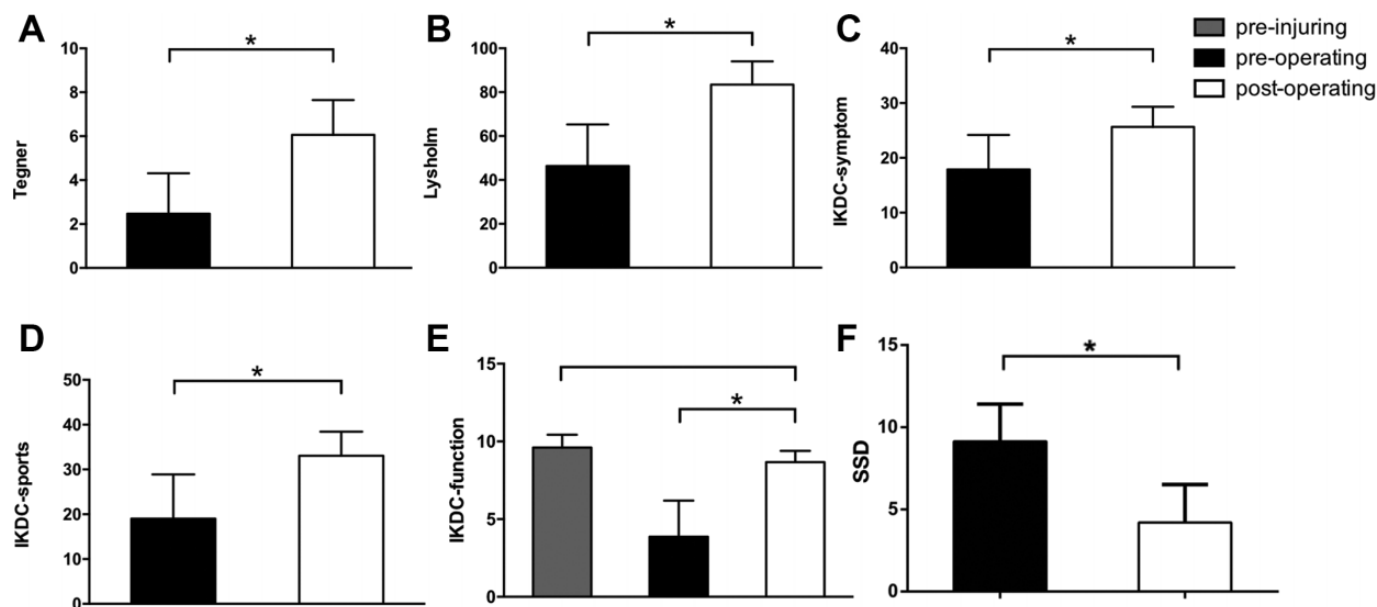 A
*
10
8
6
4
2
0
Tegner
B
*
100
80
60
40
20
0
Lysholm
C
*
40
30
20
10
0
IKDC-symptom
pre-injuring
pre-operating
post-operating
D
*
50
40
30
20
10
0
IKDC-sports
E
*
15
10
5
0
IKDC-function
F
*
15
10
5
0
SSD